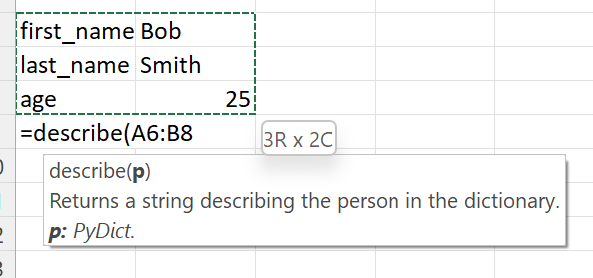 first_name Bob
last_name Smith
age 25
=describe(A6:B8
3R x 2C
describe(p)
Returns a string describing the person in the dictionary.
p: PyDict.